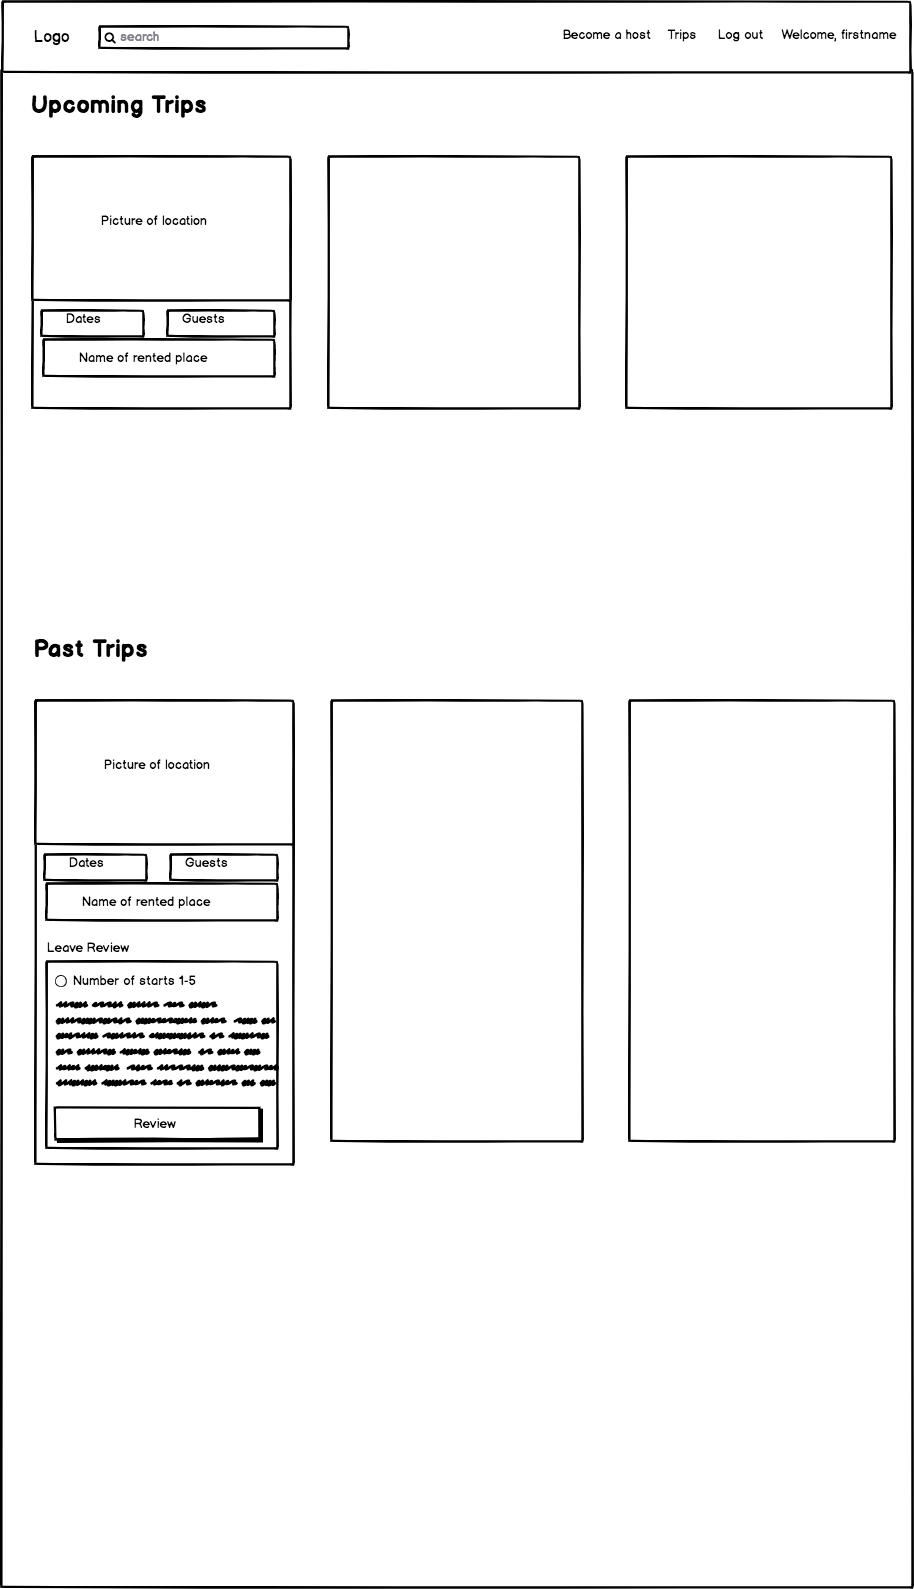 Logo
search
Become a host
Trips
Log out
Welcome, firstname
Upcoming Trips
Picture of location
Dates
Guests
Name of rented place
Past Trips
Picture of location
Dates
Guests
Name of rented place
Leave Review
Number of starts 1-5
Review